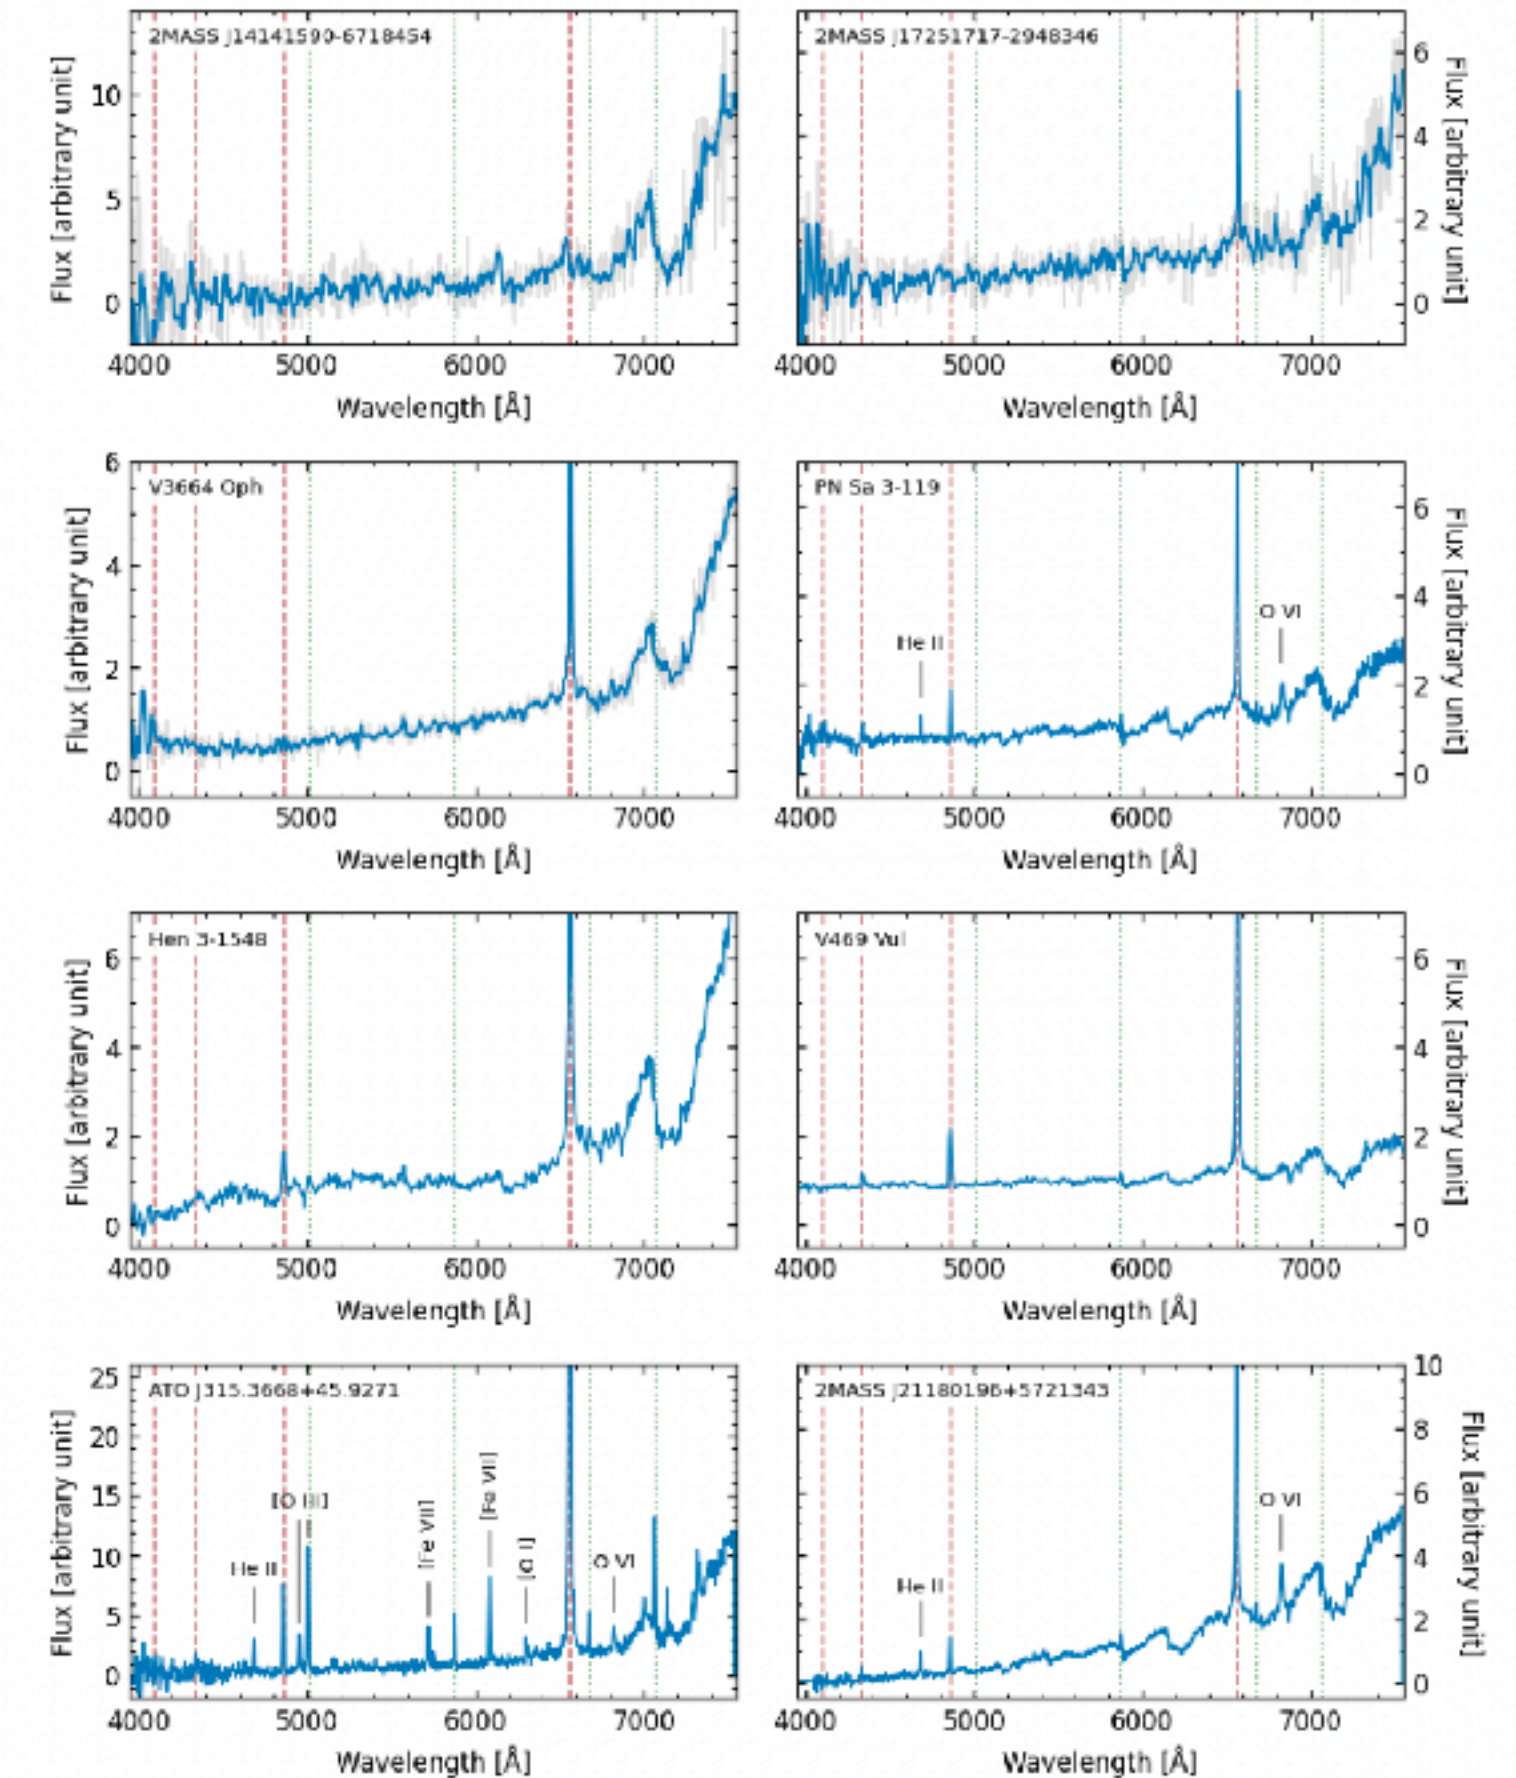 2MASS J14141590-6718454
Flux [arbitrary unit]
10
5
0
4000 5000 6000 7000
Wavelength [Å]
2MASS J17251717-2948346
Flux [arbitrary unit]
6
4
2
0
4000 5000 6000 7000
Wavelength [Å]
V3664 Oph
Flux [arbitrary unit]
6
4
2
0
4000 5000 6000 7000
Wavelength [Å]
PN Sa 3-119
He II
O VI
Flux [arbitrary unit]
6
4
2
0
4000 5000 6000 7000
Wavelength [Å]
Hen 3-1548
Flux [arbitrary unit]
6
4
2
0
4000 5000 6000 7000
Wavelength [Å]
V469 Vul
Flux [arbitrary unit]
6
4
2
0
4000 5000 6000 7000
Wavelength [Å]
ATO J315.3668+45.9271
Flux [arbitrary unit]
25
20
15
10
5
0
He II
[O III]
[Fe VII]
[Fe VII]
[O I]
O VI
4000 5000 6000 7000
Wavelength [Å]
2MASS J21180196+5721343
He II
O VI
Flux [arbitrary unit]
10
8
6
4
2
0
4000 5000 6000 7000
Wavelength [Å]